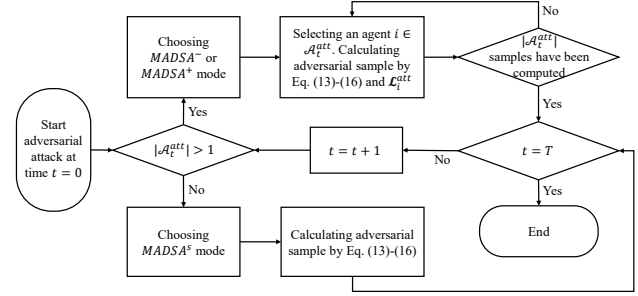 Choosing
MADSA⁻ or
MADSA⁺ mode
Selecting an agent i ∈
𝒜ₜᵃᵗᵗ. Calculating
adversarial sample by
Eq. (13)-(16) and 𝓛ᵢᵃᵗᵗ
No
|𝒜ₜᵃᵗᵗ|
samples have been
computed
Yes
Yes
Start
adversarial
attack at
time t = 0
|𝒜ₜᵃᵗᵗ| > 1
t = t + 1
No
t = T
No
Yes
Choosing
MADSAˢ mode
Calculating adversarial
sample by Eq. (13)-(16)
End